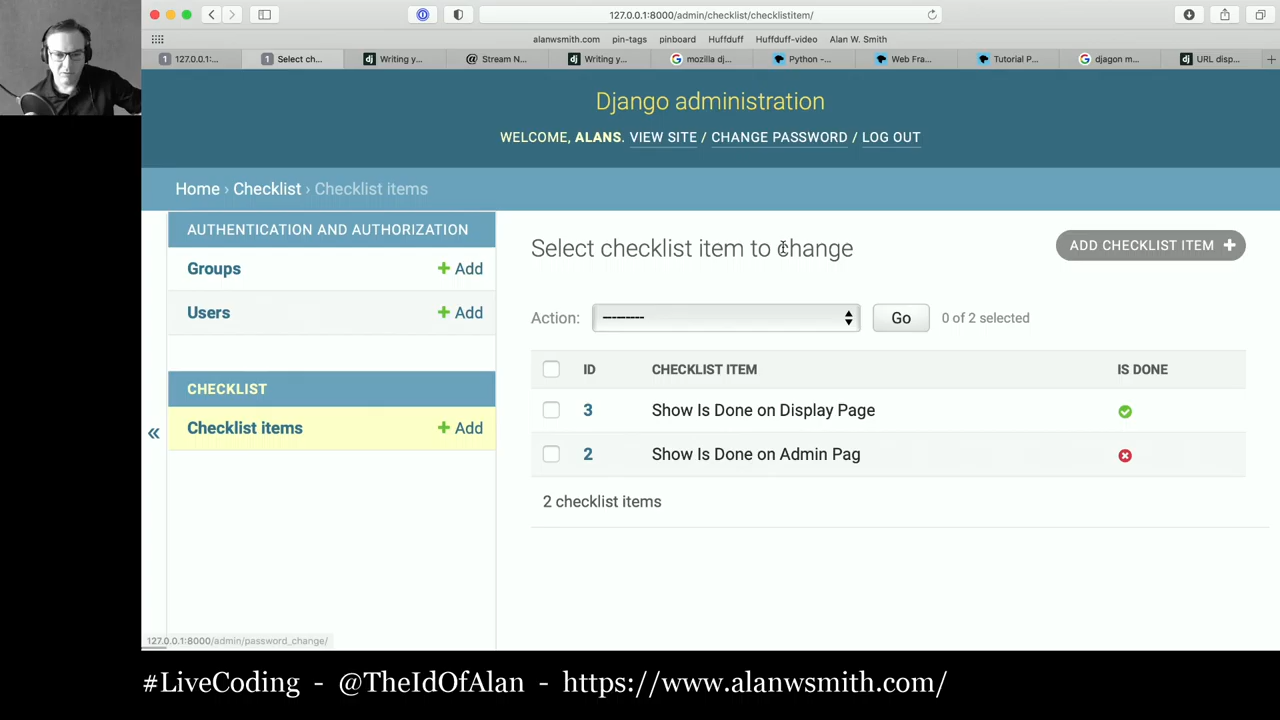 127.0.0.1:8000/admin/checklist/checklistitem/
alanwsmith.com pin-tags pinboard Huffduff Huffduff-video Alan W. Smith
1 127.0.0.1:... 1 Select ch... dj Writing y... @ Stream N... dj Writing y... G mozilla dj... Python -... Web Fra... Tutorial P... G djagon m... dj URL disp...
Django administration
WELCOME, ALANS. VIEW SITE / CHANGE PASSWORD / LOG OUT
Home › Checklist › Checklist items
AUTHENTICATION AND AUTHORIZATION
Groups + Add
Users + Add
CHECKLIST
Checklist items + Add
«
Select checklist item to change
ADD CHECKLIST ITEM +
Action: --------- Go 0 of 2 selected
ID CHECKLIST ITEM IS DONE
3 Show Is Done on Display Page
2 Show Is Done on Admin Pag
2 checklist items
127.0.0.1:8000/admin/password_change/
#LiveCoding - @TheIdOfAlan - https://www.alanwsmith.com/